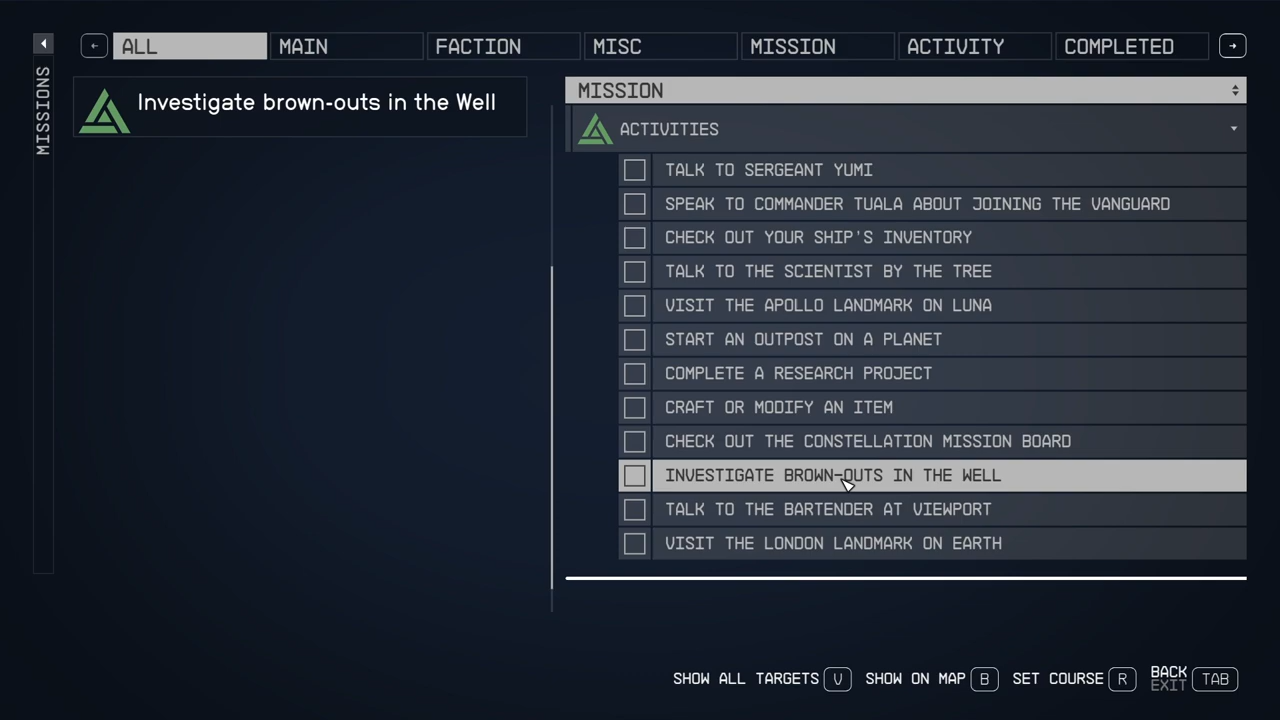 MISSIONS
ALL
MAIN
FACTION
MISC
MISSION
ACTIVITY
COMPLETED
Investigate brown-outs in the Well
MISSION
ACTIVITIES
TALK TO SERGEANT YUMI
SPEAK TO COMMANDER TUALA ABOUT JOINING THE VANGUARD
CHECK OUT YOUR SHIP'S INVENTORY
TALK TO THE SCIENTIST BY THE TREE
VISIT THE APOLLO LANDMARK ON LUNA
START AN OUTPOST ON A PLANET
COMPLETE A RESEARCH PROJECT
CRAFT OR MODIFY AN ITEM
CHECK OUT THE CONSTELLATION MISSION BOARD
INVESTIGATE BROWN-OUTS IN THE WELL
TALK TO THE BARTENDER AT VIEWPORT
VISIT THE LONDON LANDMARK ON EARTH
SHOW ALL TARGETS V
SHOW ON MAP B
SET COURSE R
BACK
EXIT
TAB